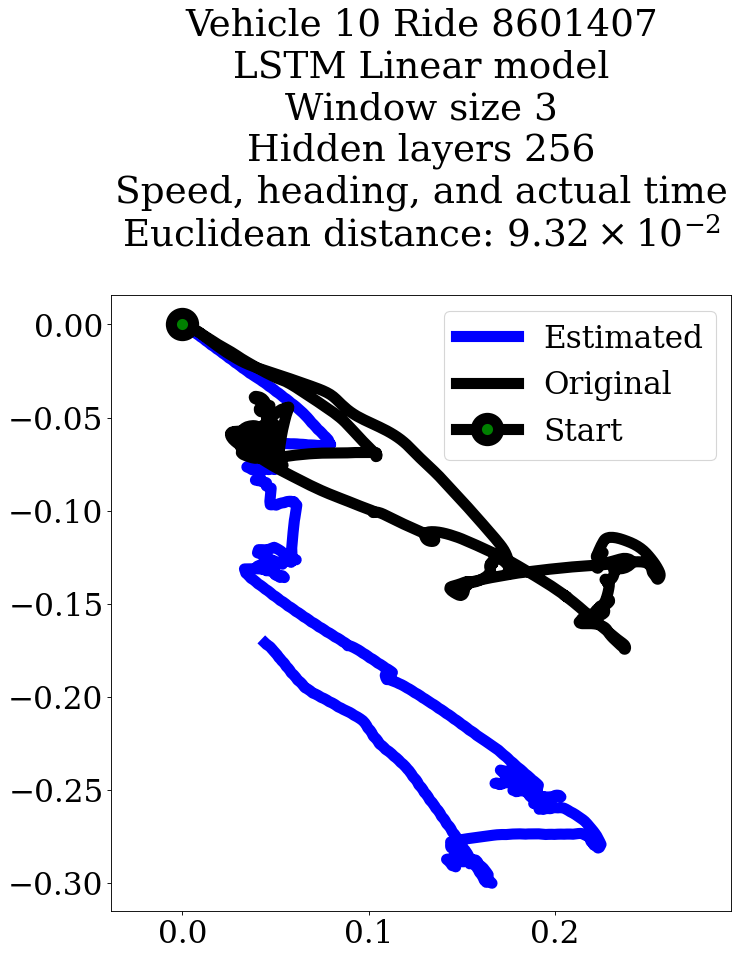 Vehicle 10 Ride 8601407
LSTM Linear model
Window size 3
Hidden layers 256
Speed, heading, and actual time
Euclidean distance: 9.32 × 10⁻²
Estimated
Original
Start
0.00
−0.05
−0.10
−0.15
−0.20
−0.25
−0.30
0.0 0.1 0.2